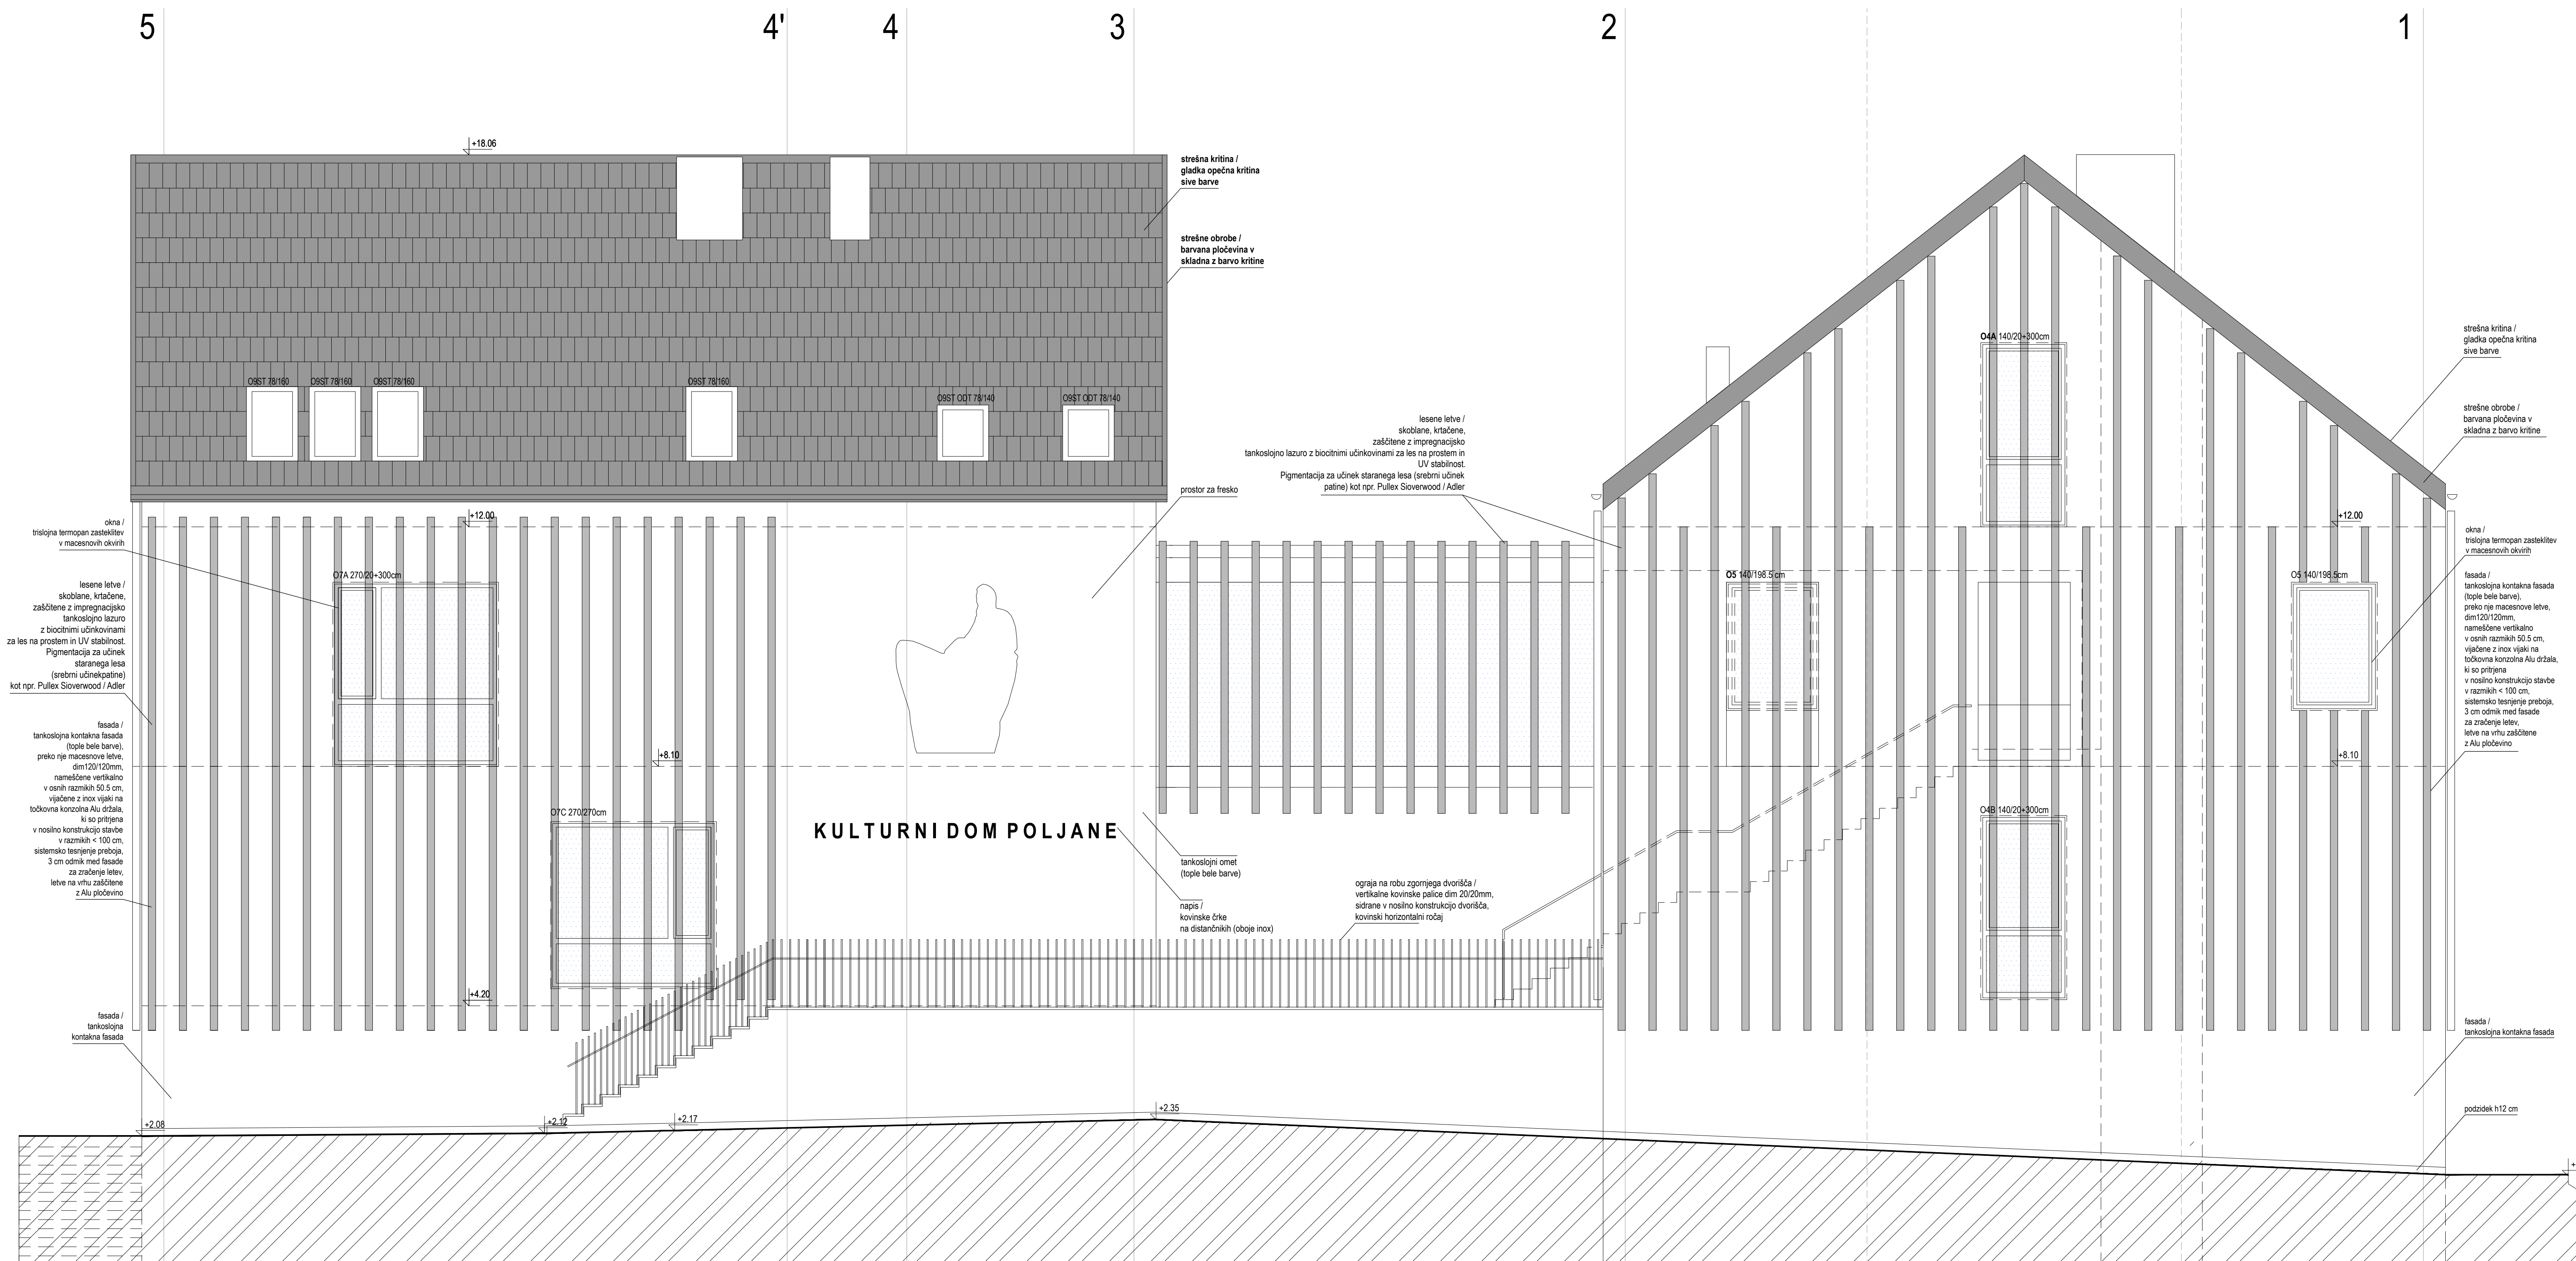 5
4'
4
3
2
1
+18.06
strešna kritina /
gladka opečna kritina
sive barve
strešne obrobe /
barvana pločevina v
skladna z barvo kritine
O9ST 78/160
O9ST 78/160
O9ST 78/160
O9ST 78/160
O9ST ODT 78/140
O9ST ODT 78/140
O4A 140/20+300cm
strešna kritina /
gladka opečna kritina
sive barve
strešne obrobe /
barvana pločevina v
skladna z barvo kritine
lesene letve /
skoblane, krtačene,
zaščitene z impregnacijsko
tankoslojno lazuro z biocitnimi učinkovinami za les na prostem in
UV stabilnost.
Pigmentacija za učinek staranega lesa (srebrni učinek
patine) kot npr. Pullex Sioverwood / Adler
prostor za fresko
okna /
trislojna termopan zasteklitev
v macesnovih okvirih
+12.00
+12.00
okna /
trislojna termopan zasteklitev
v macesnovih okvirih
O7A 270/20+300cm
O5 140/198.5 cm
O5 140/198.5cm
lesene letve /
skoblane, krtačene,
zaščitene z impregnacijsko
tankoslojno lazuro
z biocitnimi učinkovinami
za les na prostem in UV stabilnost.
Pigmentacija za učinek
staranega lesa
(srebrni učinekpatine)
kot npr. Pullex Sioverwood / Adler
fasada /
tankoslojna kontakna fasada
(tople bele barve),
preko nje macesnove letve,
dim120/120mm,
nameščene vertikalno
v osnih razmikih 50.5 cm,
vijačene z inox vijaki na
točkovna konzolna Alu držala,
ki so pritrjena
v nosilno konstrukcijo stavbe
v razmikih < 100 cm,
sistemsko tesnjenje preboja,
3 cm odmik med fasade
za zračenje letev,
letve na vrhu zaščitene
z Alu pločevino
fasada /
tankoslojna kontakna fasada
(tople bele barve),
preko nje macesnove letve,
dim120/120mm,
nameščene vertikalno
v osnih razmikih 50.5 cm,
vijačene z inox vijaki na
točkovna konzolna Alu držala,
ki so pritrjena
v nosilno konstrukcijo stavbe
v razmikih < 100 cm,
sistemsko tesnjenje preboja,
3 cm odmik med fasade
za zračenje letev,
letve na vrhu zaščitene
z Alu pločevino
+8.10
+8.10
O7C 270/270cm
O4B 140/20+300cm
KULTURNI DOM POLJANE
tankoslojni omet
(tople bele barve)
ograja na robu zgornjega dvorišča /
vertikalne kovinske palice dim 20/20mm,
sidrane v nosilno konstrukcijo dvorišča,
kovinski horizontalni ročaj
napis /
kovinske črke
na distančnikih (oboje inox)
+4.20
fasada /
tankoslojna
kontakna fasada
fasada /
tankoslojna kontakna fasada
podzidek h12 cm
+2.08
+2.12
+2.17
+2.35